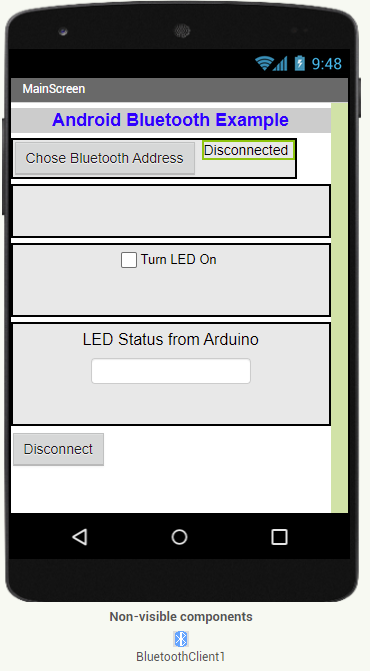 9:48
MainScreen
Android Bluetooth Example
Chose Bluetooth Address
Disconnected
Turn LED On
LED Status from Arduino
Disconnect
Non-visible components
BluetoothClient1